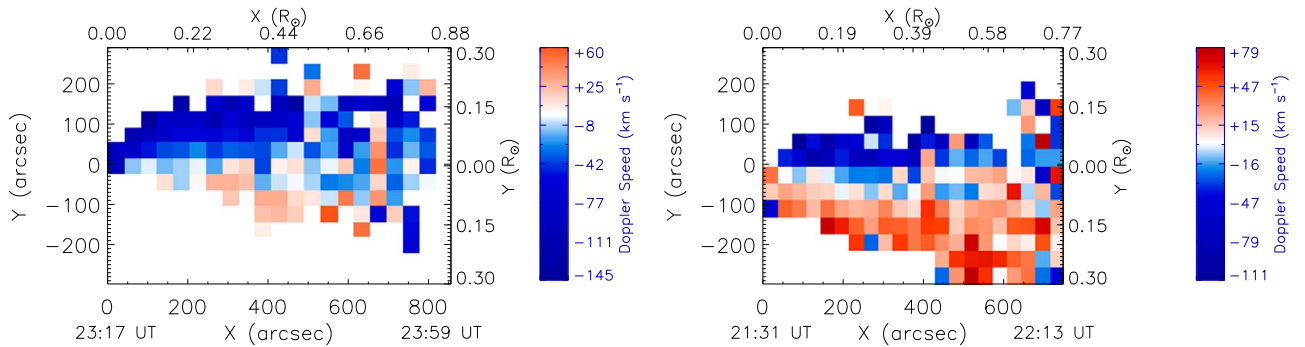 X (R☉)
0.00 0.22 0.44 0.66 0.88
Y (arcsec)
200
100
0
−100
−200
0.30
0.15
0.00
0.15
0.30
Y (R☉)
0 200 400 600 800
23:17 UT X (arcsec) 23:59 UT
+60
+25
−8
−42
−77
−111
−145
Doppler Speed (km s⁻¹)
X (R☉)
0.00 0.19 0.39 0.58 0.77
Y (arcsec)
200
100
0
−100
−200
0.30
0.15
0.00
0.15
0.30
Y (R☉)
0 200 400 600
21:31 UT X (arcsec) 22:13 UT
+79
+47
+15
−16
−47
−79
−111
Doppler Speed (km s⁻¹)